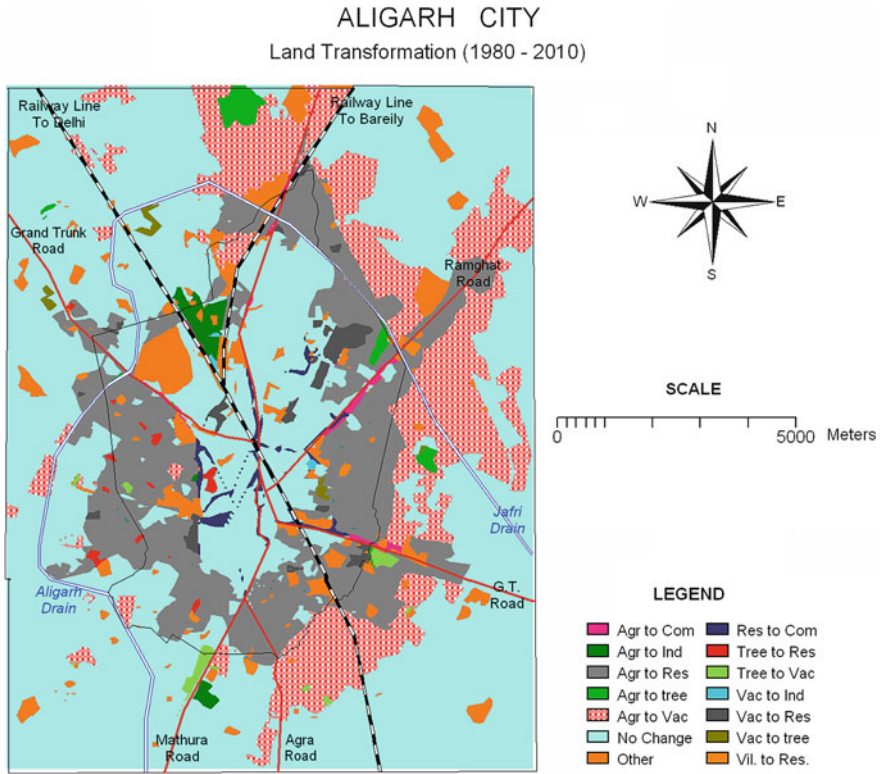 ALIGARH CITY
Land Transformation (1980 - 2010)
Railway Line
To Delhi
Railway Line
To Bareily
Grand Trunk
Road
Ramghat
Road
Jafri
Drain
Aligarh
Drain
G.T.
Road
Mathura
Road
Agra
Road
N
W E
S
SCALE
0 5000 Meters
LEGEND
Agr to Com
Agr to Ind
Agr to Res
Agr to tree
Agr to Vac
No Change
Other
Res to Com
Tree to Res
Tree to Vac
Vac to Ind
Vac to Res
Vac to tree
Vil. to Res.